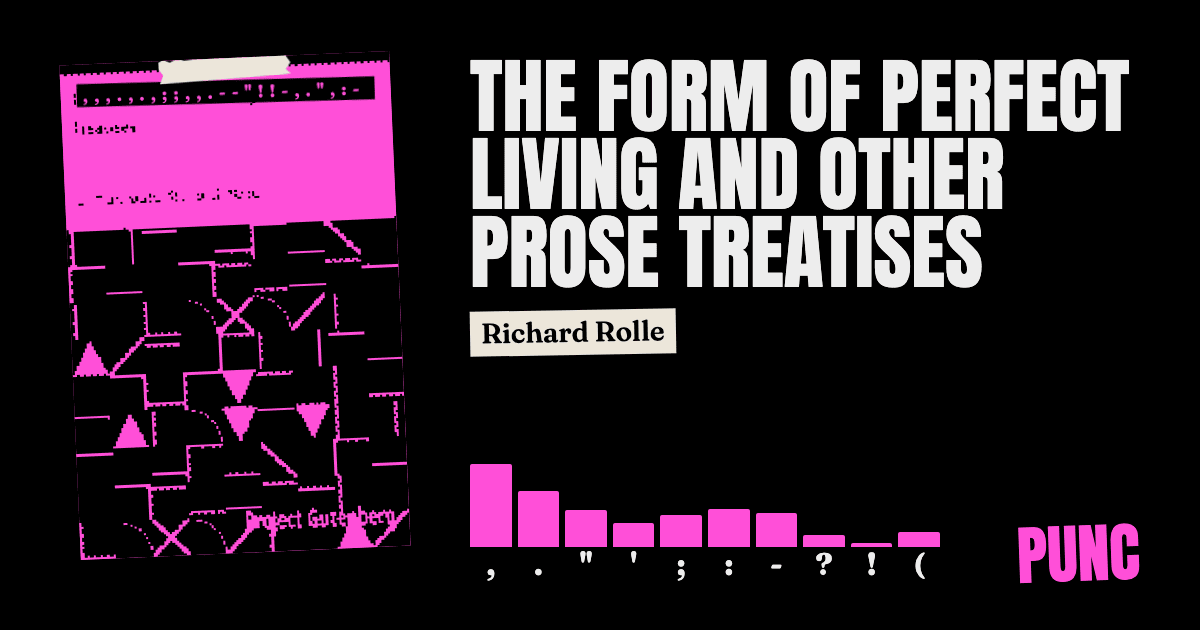 ,,,.,.,;;,,.--"!!-,.",:-
THE FORM OF PERFECT
LIVING AND OTHER
PROSE TREATISES
Richard Rolle
Project Gutenberg
, . " ' ; : - ? ! (
PUNC